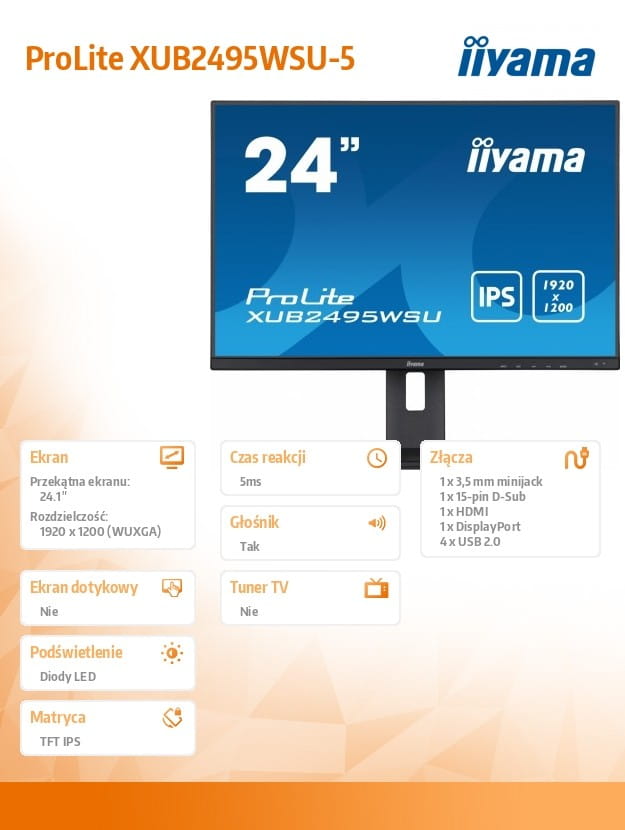 ProLite XUB2495WSU-5
iiyama
24”
iiyama
ProLite
XUB2495WSU
IPS
1920
x
1200
iiyama
Ekran
Przekątna ekranu:
24.1"
Rozdzielczość:
1920 x 1200 (WUXGA)
Czas reakcji
5ms
Głośnik
Tak
Złącza
1 x 3,5 mm minijack
1 x 15-pin D-Sub
1 x HDMI
1 x DisplayPort
4 x USB 2.0
Ekran dotykowy
Nie
Tuner TV
Nie
Podświetlenie
Diody LED
Matryca
TFT IPS